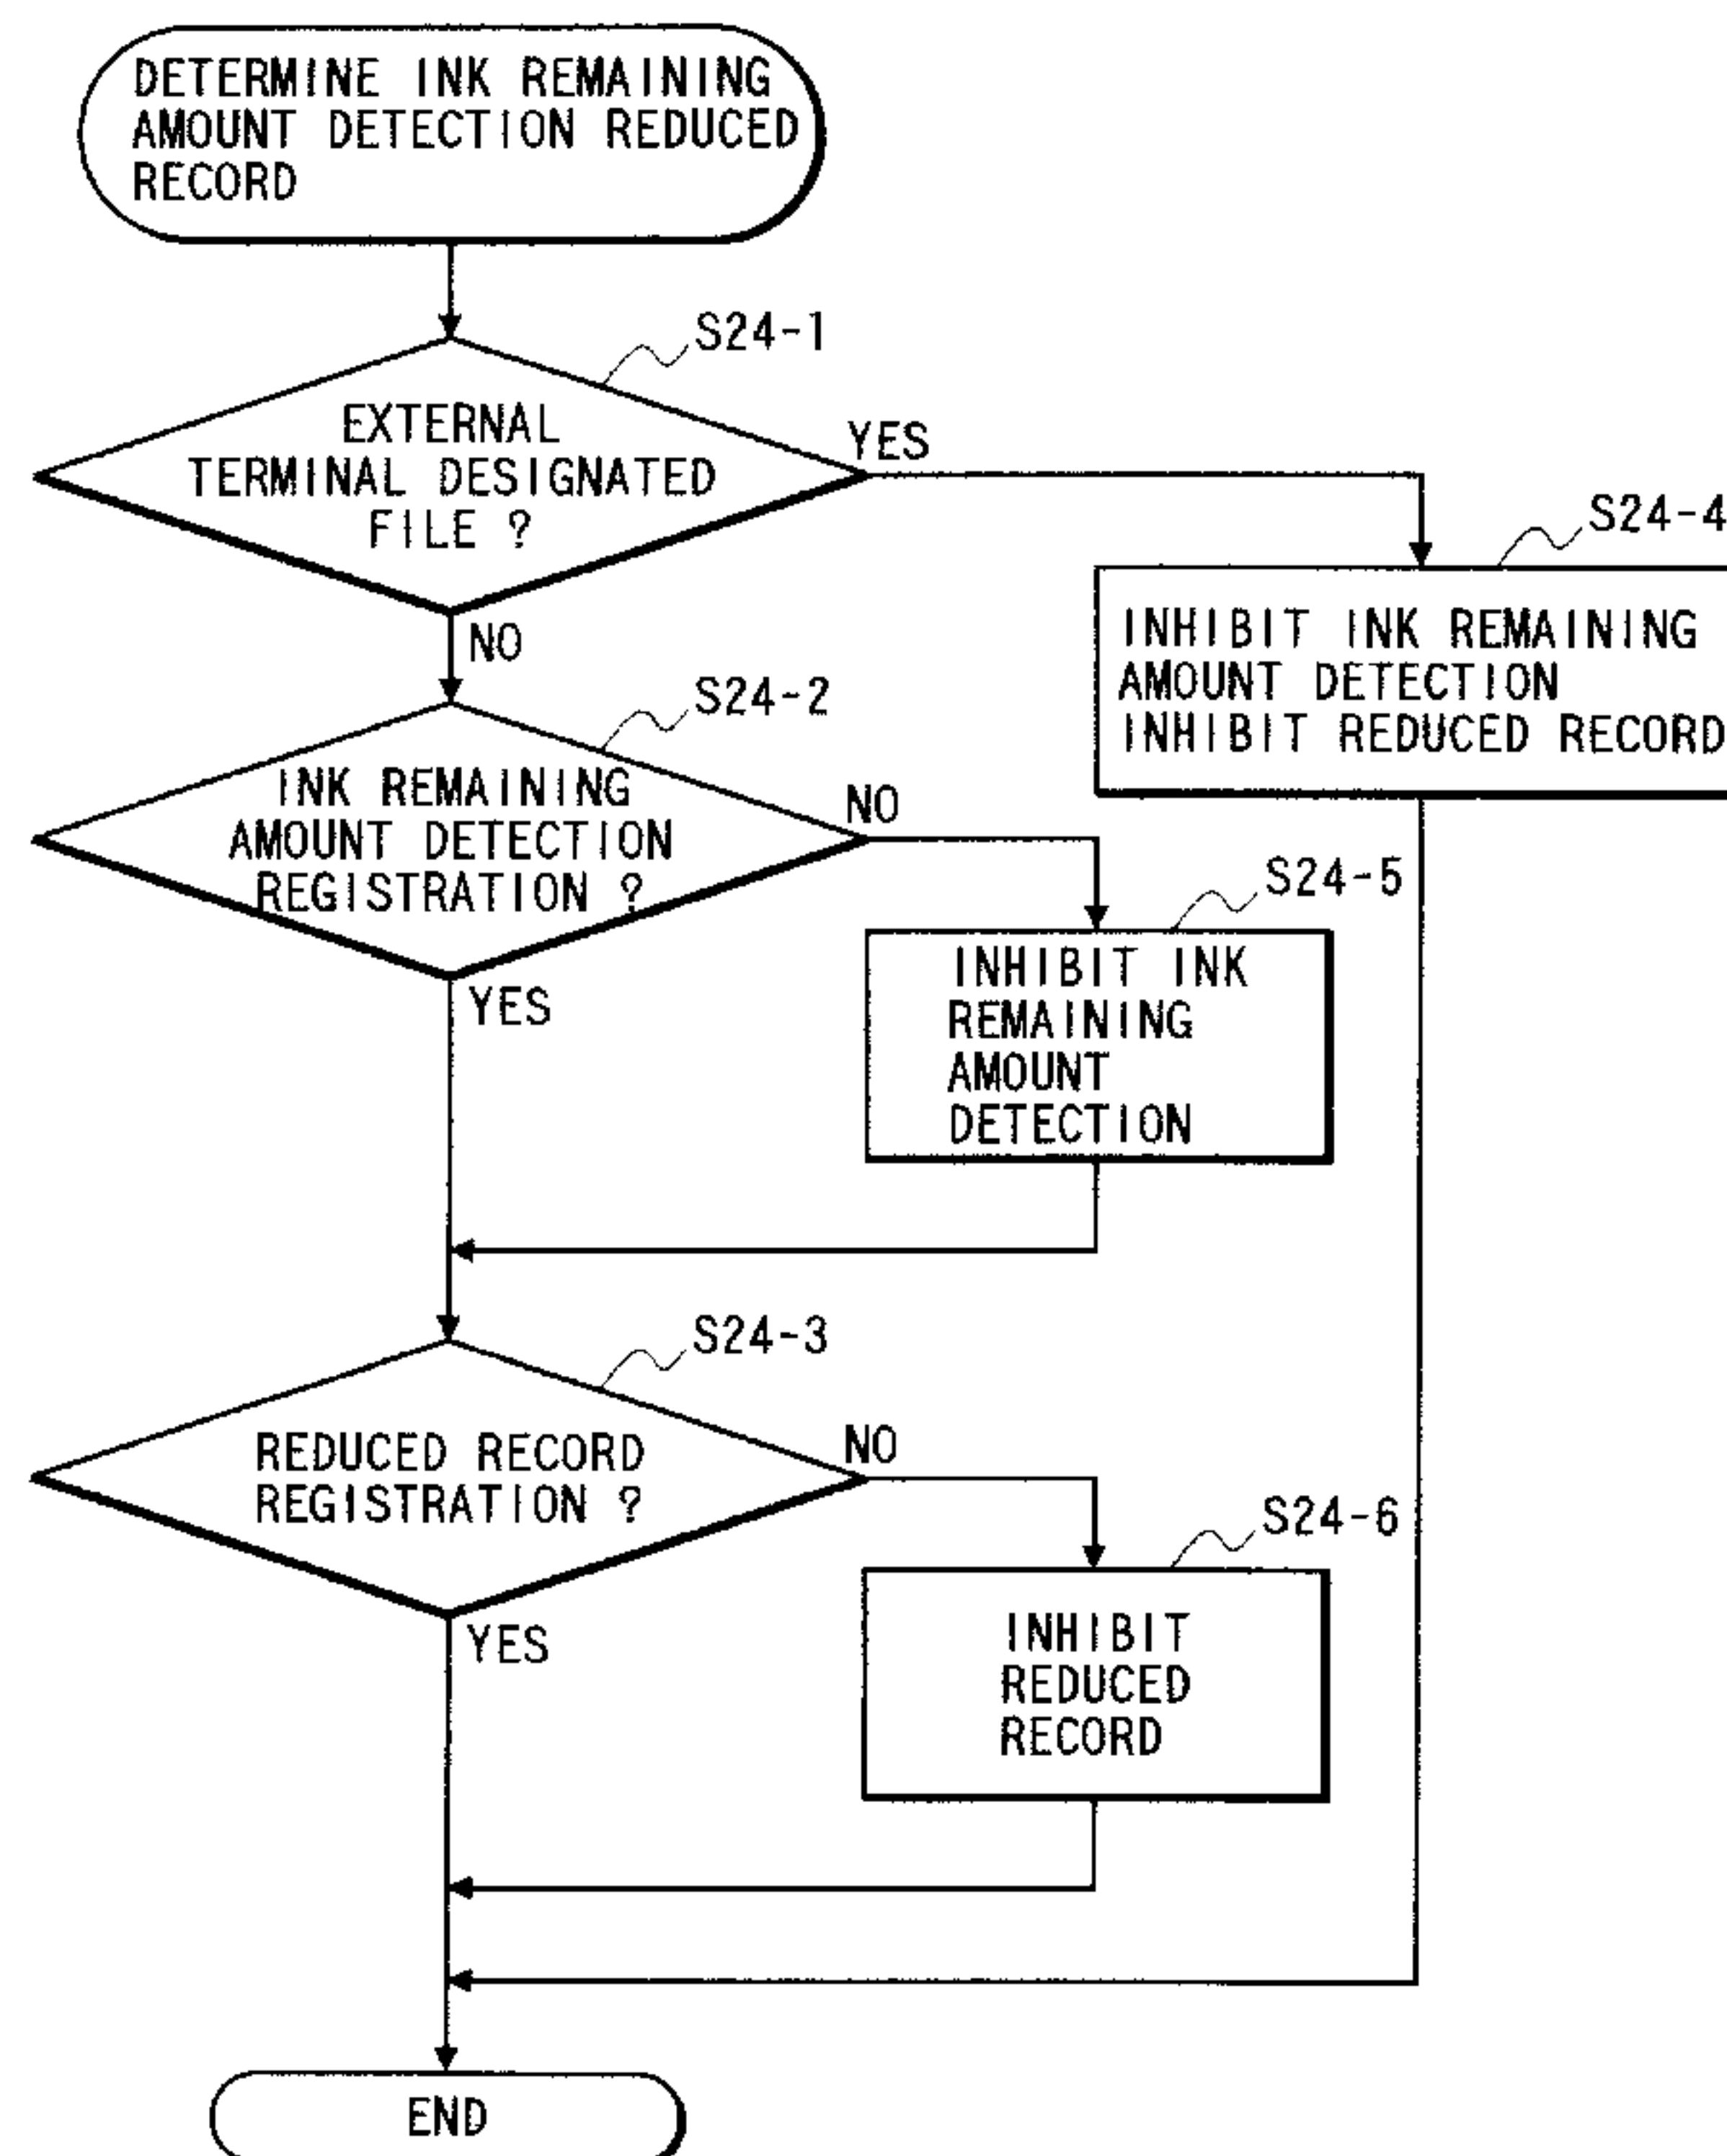 DETERMINE INK REMAINING
AMOUNT DETECTION REDUCED
RECORD
S24-1
EXTERNAL
TERMINAL DESIGNATED
FILE ?
YES
NO
S24-4
INHIBIT INK REMAINING
AMOUNT DETECTION
INHIBIT REDUCED RECORD
S24-2
INK REMAINING
AMOUNT DETECTION
REGISTRATION ?
NO
YES
S24-5
INHIBIT INK
REMAINING
AMOUNT
DETECTION
S24-3
REDUCED RECORD
REGISTRATION ?
NO
YES
S24-6
INHIBIT
REDUCED
RECORD
END